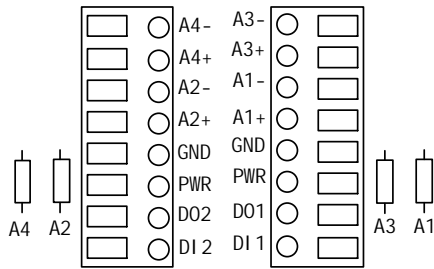 A4-
A4+
A2-
A2+
GND
PWR
DO2
DI2
A3-
A3+
A1-
A1+
GND
PWR
DO1
DI1
A4 A2
A3 A1